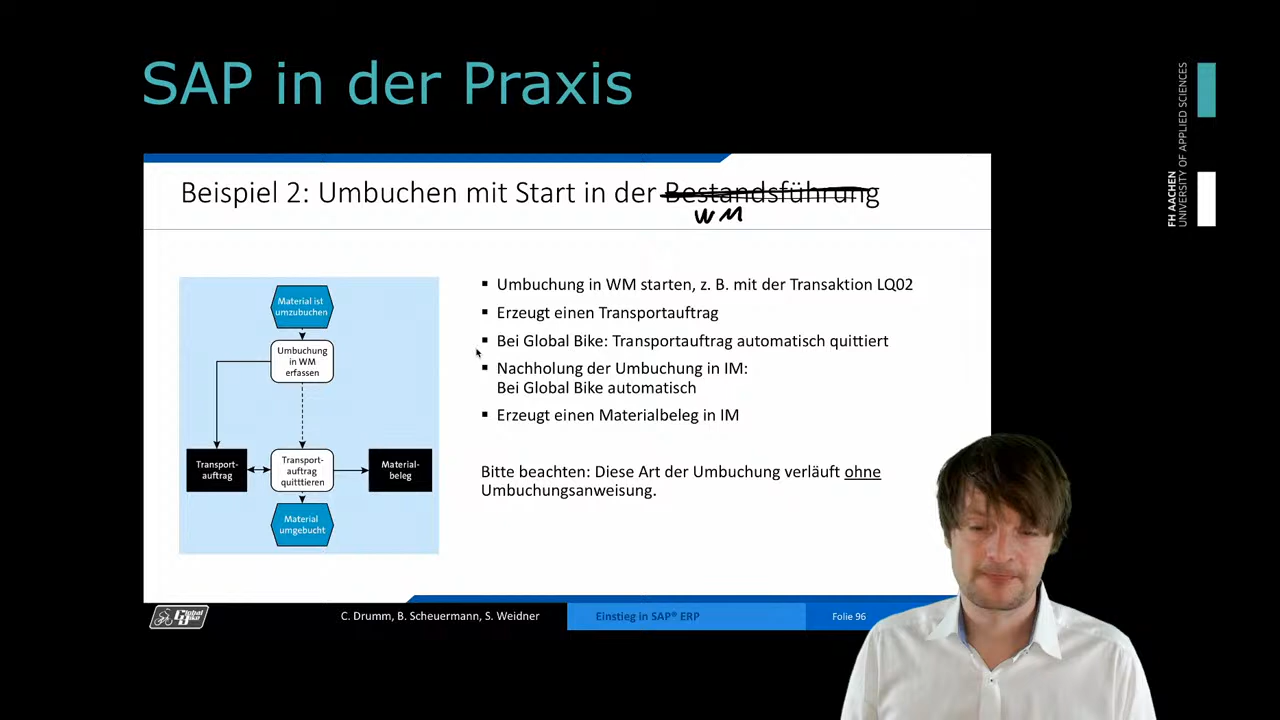 SAP in der Praxis
FH AACHEN
UNIVERSITY OF APPLIED SCIENCES
Beispiel 2: Umbuchen mit Start in der Bestandsführung
WM
Material ist
umzubuchen
Umbuchung
in WM
erfassen
Transport-
auftrag
Transport-
auftrag
quitttieren
Material-
beleg
Material
umgebucht
▪ Umbuchung in WM starten, z. B. mit der Transaktion LQ02
▪ Erzeugt einen Transportauftrag
▪ Bei Global Bike: Transportauftrag automatisch quittiert
▪ Nachholung der Umbuchung in IM:
Bei Global Bike automatisch
▪ Erzeugt einen Materialbeleg in IM
Bitte beachten: Diese Art der Umbuchung verläuft ohne
Umbuchungsanweisung.
Global
Bike
C. Drumm, B. Scheuermann, S. Weidner
Einstieg in SAP® ERP
Folie 96